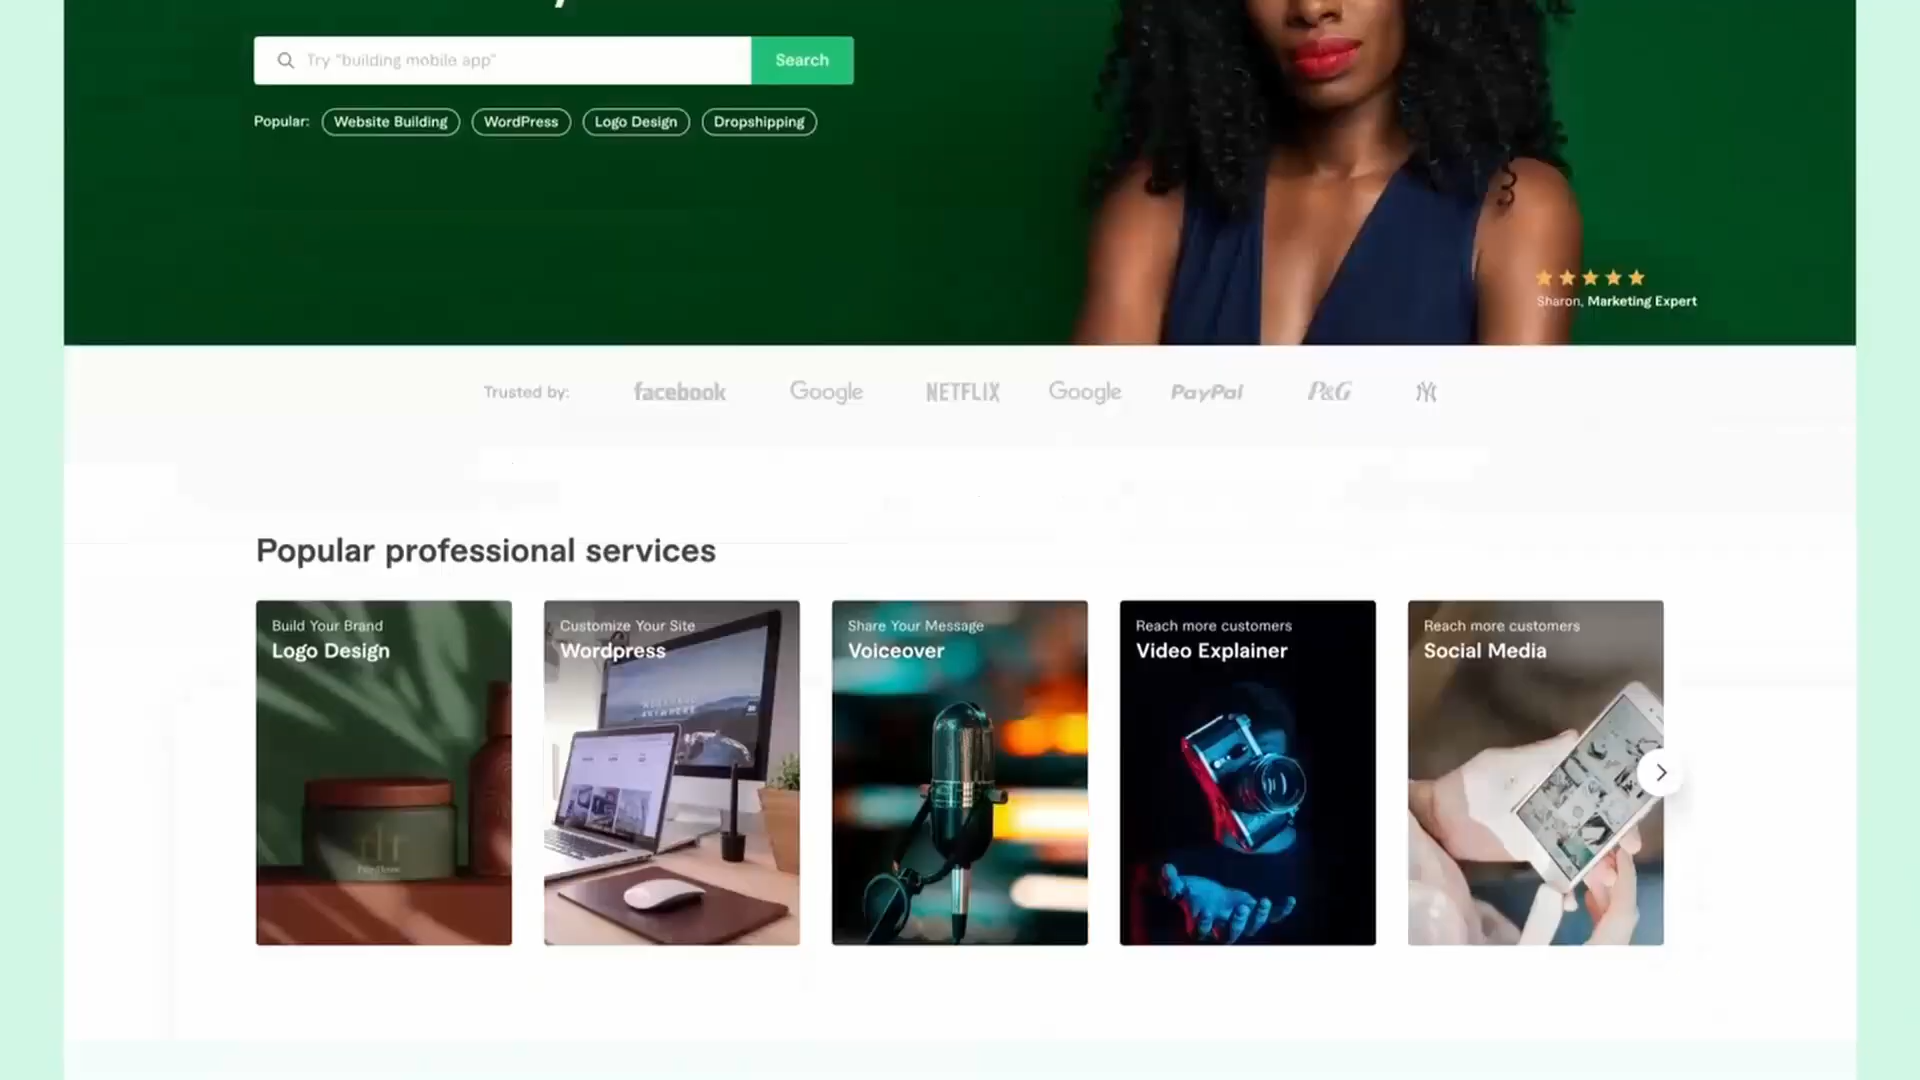 Try "building mobile app"
Search
Popular:
Website Building
WordPress
Logo Design
Dropshipping
Sharon, Marketing Expert
Trusted by:
facebook
Google
NETFLIX
Google
PayPal
P&G
NY
Popular professional services
Build Your Brand
Logo Design
Customize Your Site
Wordpress
Share Your Message
Voiceover
Reach more customers
Video Explainer
Reach more customers
Social Media